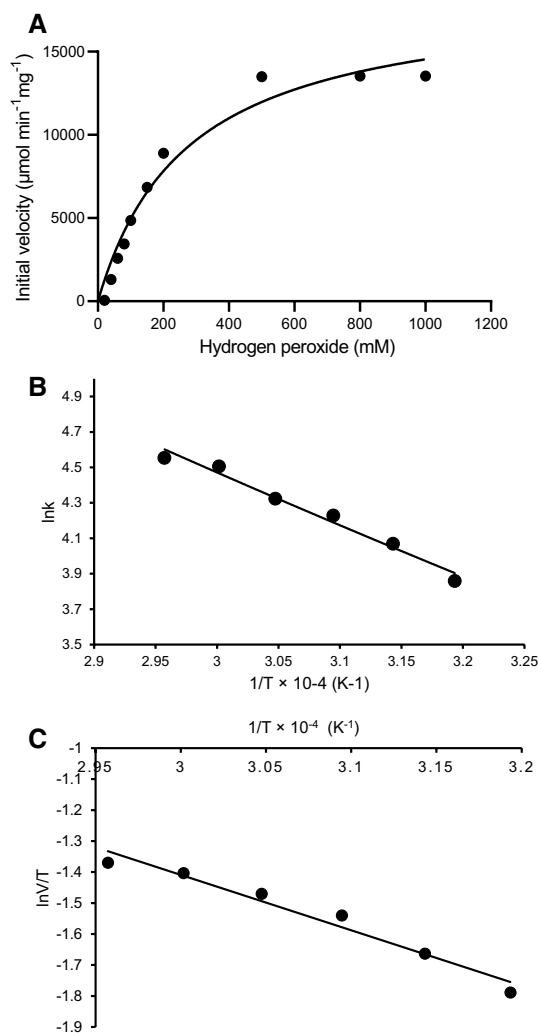 A
Initial velocity (µmol min⁻¹mg⁻¹)
15000
10000
5000
0
0 200 400 600 800 1000 1200
Hydrogen peroxide (mM)
B
lnk
4.9
4.7
4.5
4.3
4.1
3.9
3.7
3.5
2.9 2.95 3 3.05 3.1 3.15 3.2 3.25
1/T × 10-4 (K-1)
C
1/T × 10⁻⁴ (K⁻¹)
-1
2.95 3 3.05 3.1 3.15 3.2
-1.1
-1.2
-1.3
-1.4
lnV/T
-1.5
-1.6
-1.7
-1.8
-1.9